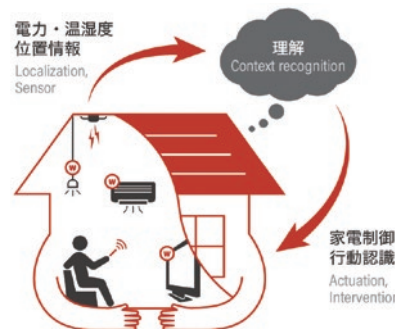 電力・温湿度
位置情報
Localization,
Sensor
理解
Context recognition
W
W
W
家電制御
行動認識
Actuation,
Intervention